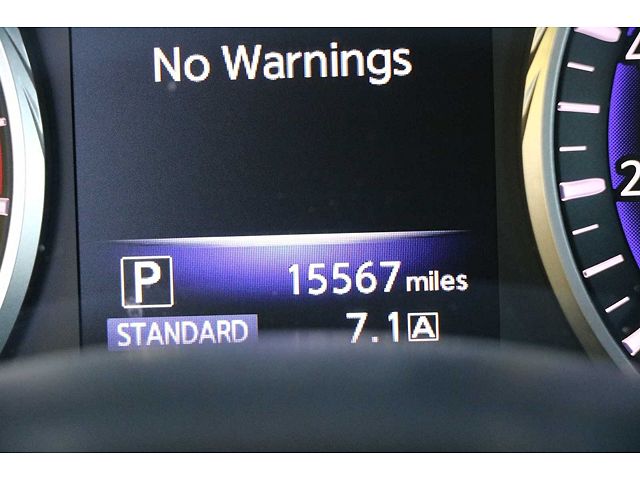 No Warnings
P 15567 miles
STANDARD 7.1 A